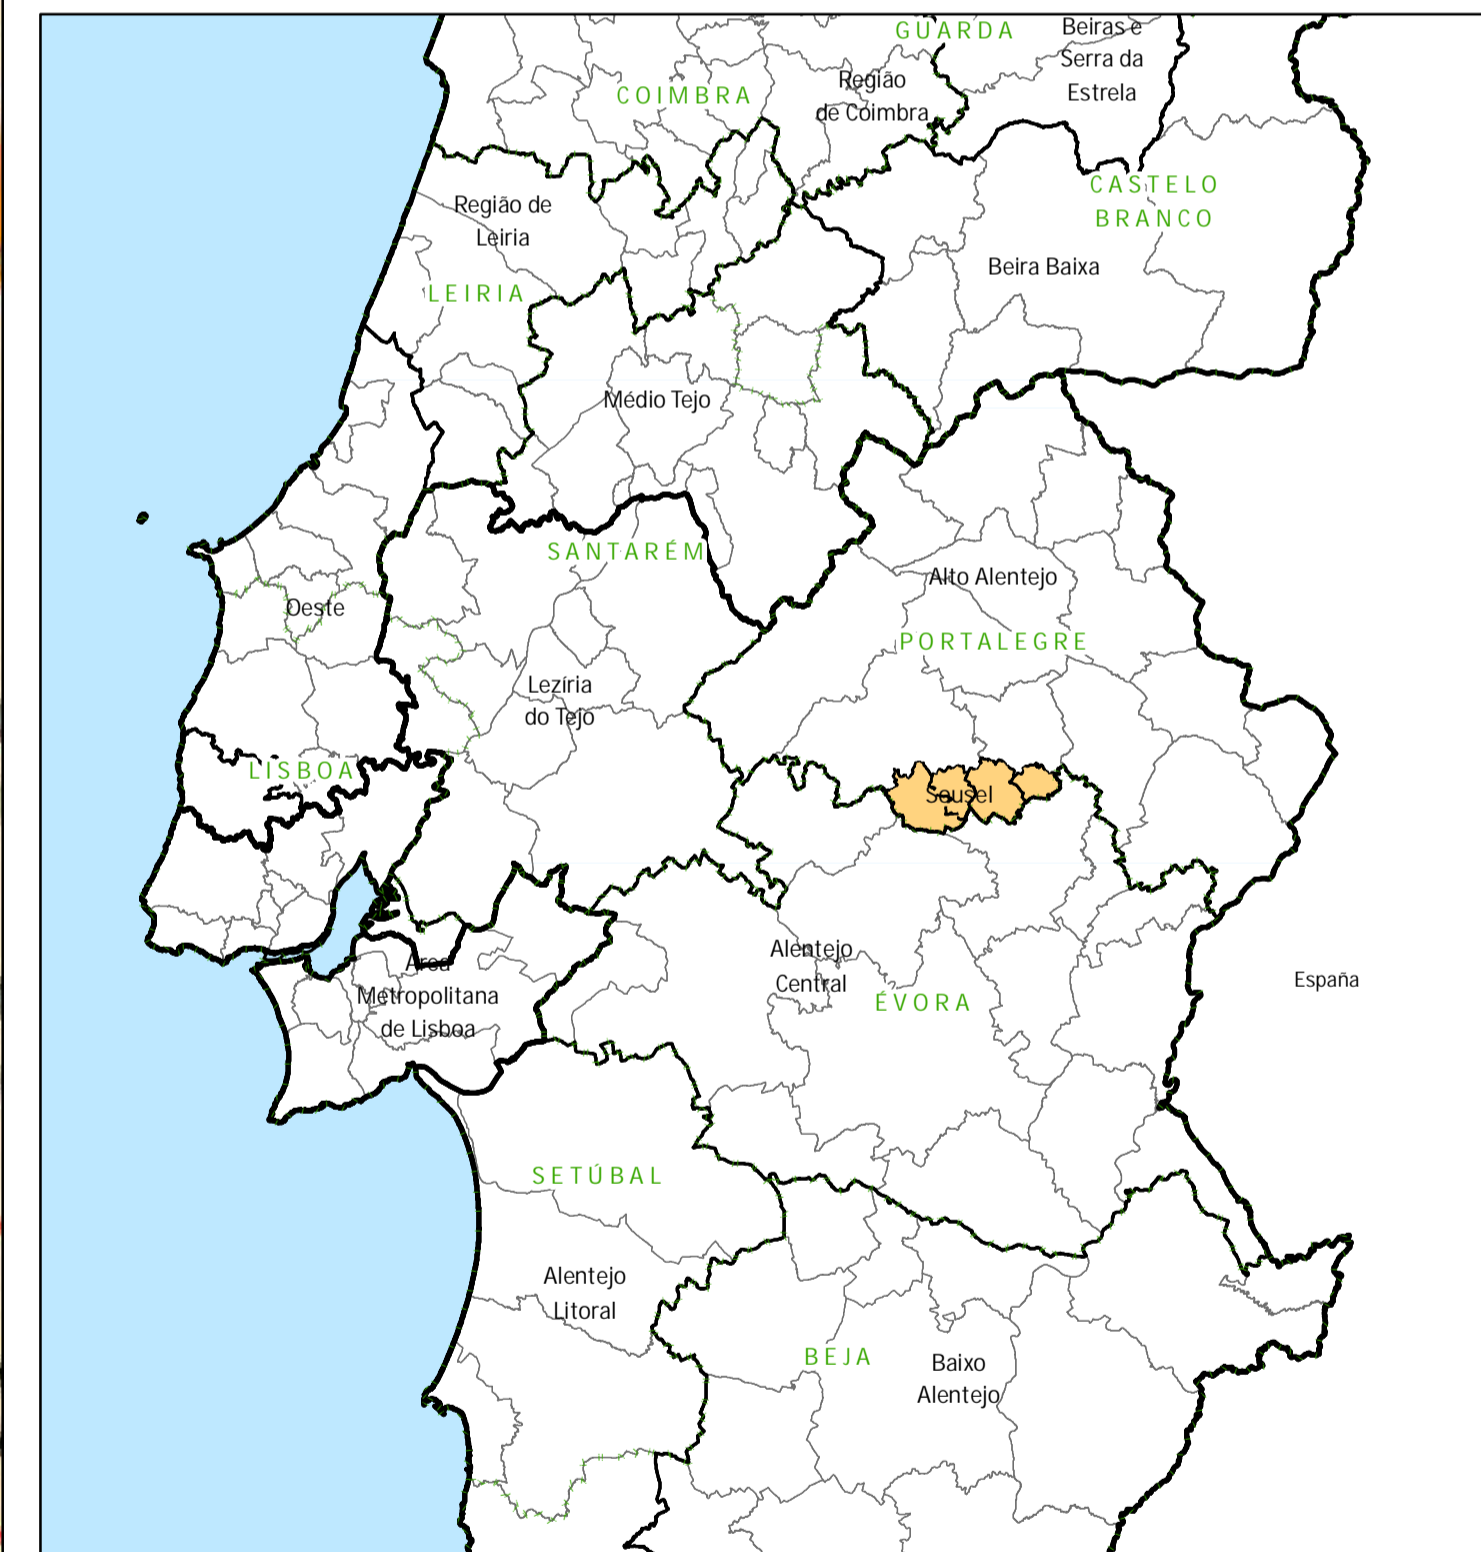 GUARDA
Beiras e
Serra da
Estrela
COIMBRA
Região
de Coimbra
CASTELO
BRANCO
Região de
Leiria
Beira Baixa
LEIRIA
Médio Tejo
SANTARÉM
Alto Alentejo
Oeste
PORTALEGRE
Lezíria
do Tejo
LISBOA
Sousel
Alentejo
Central
Área
Metropolitana
de Lisboa
ÉVORA
España
SETÚBAL
Alentejo
Litoral
BEJA
Baixo
Alentejo